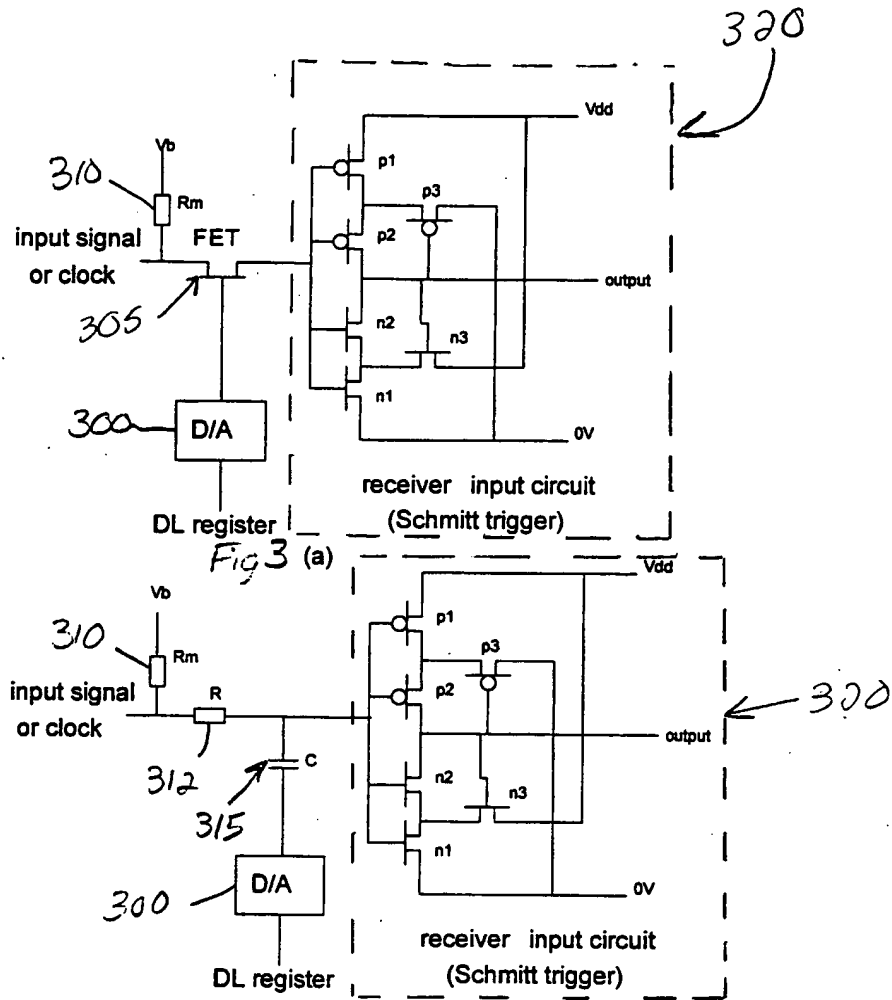 320
Vdd
Vb
p1
310
Rm
p3
input signal
FET
p2
or clock
output
305
n2
n3
n1
300
D/A
0V
receiver input circuit
DL register
(Schmitt trigger)
Fig 3 (a)
Vdd
Vb
p1
310
Rm
p3
input signal
R
p2
or clock
300
output
312
C
n2
n3
315
n1
D/A
300
0V
receiver input circuit
DL register
(Schmitt trigger)